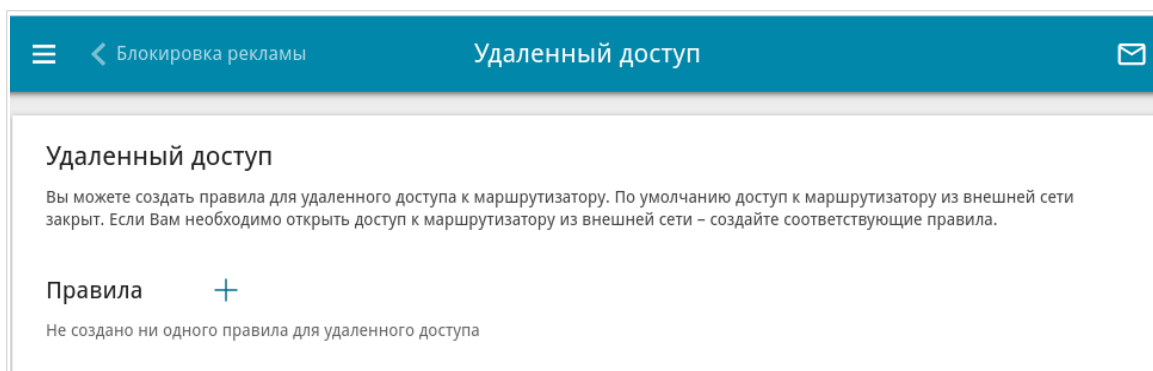 Блокировка рекламы
Удаленный доступ
Удаленный доступ
Вы можете создать правила для удаленного доступа к маршрутизатору. По умолчанию доступ к маршрутизатору из внешней сети
закрыт. Если Вам необходимо открыть доступ к маршрутизатору из внешней сети – создайте соответствующие правила.
Правила
Не создано ни одного правила для удаленного доступа